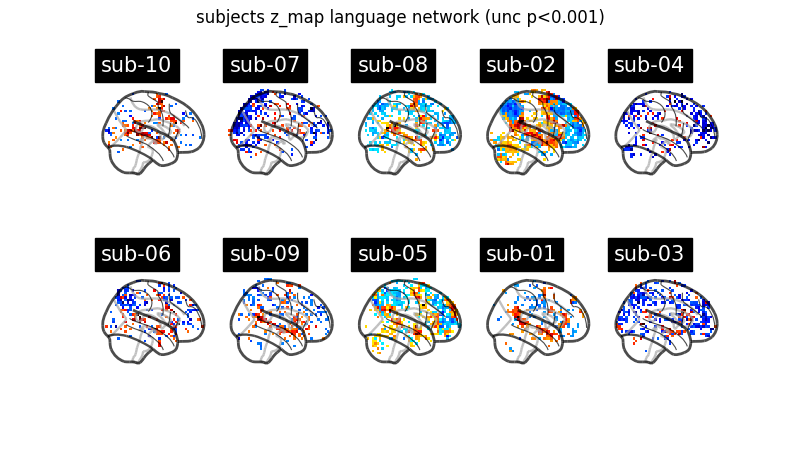 subjects z_map language network (unc p<0.001)
sub-10 sub-07 sub-08 sub-02 sub-04
sub-06 sub-09 sub-05 sub-01 sub-03